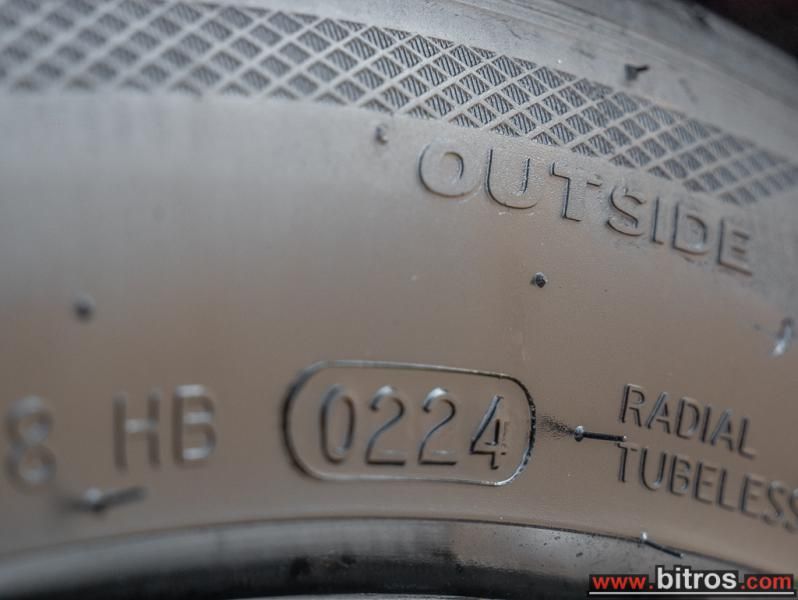 OUTSIDE
8 HB 0224
RADIAL
TUBELESS
www.bitros.com